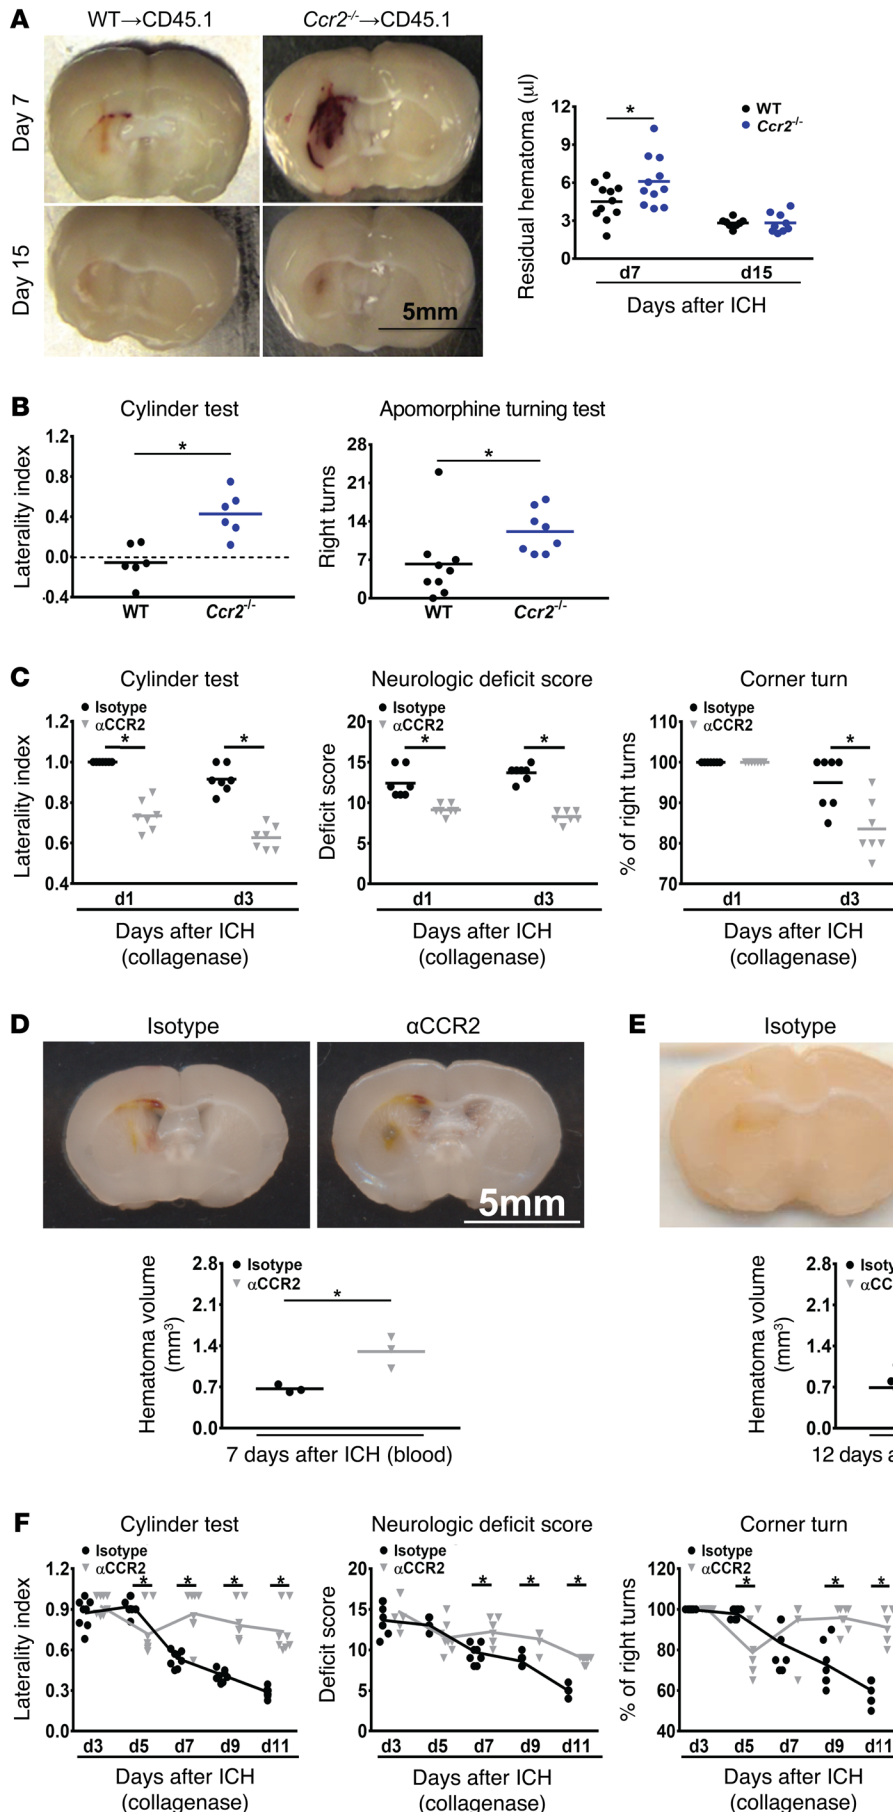 A
WT→CD45.1
Ccr2-/-→CD45.1
Day 7
Day 15
5mm
Residual hematoma (µl)
12
9
6
3
0
WT
Ccr2-/-
*
d7
d15
Days after ICH
B
Cylinder test
Laterality index
1.2
0.8
0.4
0.0
-0.4
*
WT
Ccr2-/-
Apomorphine turning test
Right turns
28
21
14
7
0
*
WT
Ccr2-/-
C
Cylinder test
Isotype
αCCR2
Laterality index
1.2
1.0
0.8
0.6
0.4
*
*
d1
d3
Days after ICH
(collagenase)
Neurologic deficit score
Isotype
αCCR2
Deficit score
20
15
10
5
0
*
*
d1
d3
Days after ICH
(collagenase)
Corner turn
Isotype
αCCR2
% of right turns
110
100
90
80
70
*
d1
d3
Days after ICH
(collagenase)
D
Isotype
αCCR2
5mm
Hematoma volume
(mm3)
2.8
2.1
1.4
0.7
0.0
Isotype
αCCR2
*
7 days after ICH (blood)
E
Isotype
Hematoma volume
(mm3)
2.8
2.1
1.4
0.7
0.0
Isoty
αCC
12 days a
F
Cylinder test
Isotype
αCCR2
Laterality index
1.2
0.9
0.6
0.3
0.0
* * * *
d3 d5 d7 d9 d11
Days after ICH
(collagenase)
Neurologic deficit score
Isotype
αCCR2
Deficit score
20
15
10
5
0
* * *
d3 d5 d7 d9 d11
Days after ICH
(collagenase)
Corner turn
Isotype
αCCR2
% of right turns
120
100
80
60
40
* * *
d3 d5 d7 d9 d11
Days after ICH
(collagenase)